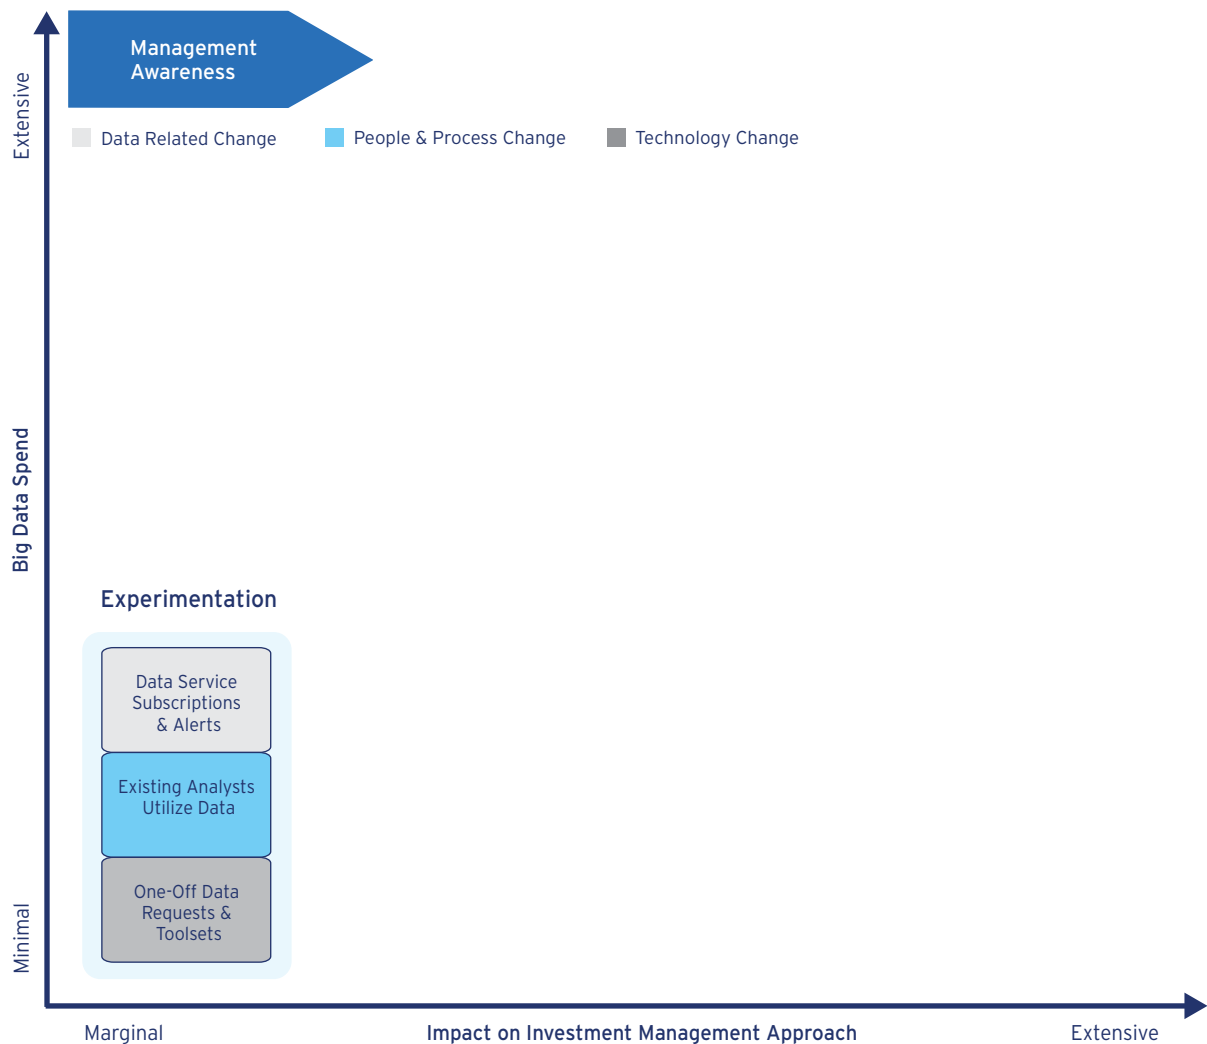 Management
Awareness
Extensive
Data Related Change
People & Process Change
Technology Change
Big Data Spend
Experimentation
Data Service
Subscriptions
& Alerts
Existing Analysts
Utilize Data
One-Off Data
Requests &
Toolsets
Minimal
Marginal
Impact on Investment Management Approach
Extensive